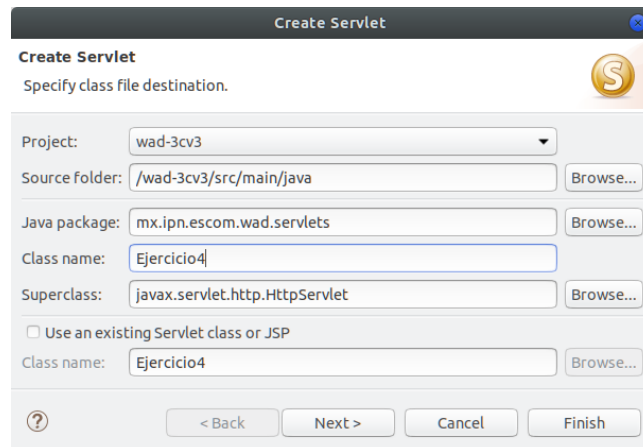 Create Servlet
Create Servlet
Specify class file destination.
S
Project: wad-3cv3
Source folder: /wad-3cv3/src/main/java Browse...
Java package: mx.ipn.escom.wad.servlets Browse...
Class name: Ejercicio4
Superclass: javax.servlet.http.HttpServlet Browse...
Use an existing Servlet class or JSP
Class name: Ejercicio4 Browse...
? < Back Next > Cancel Finish